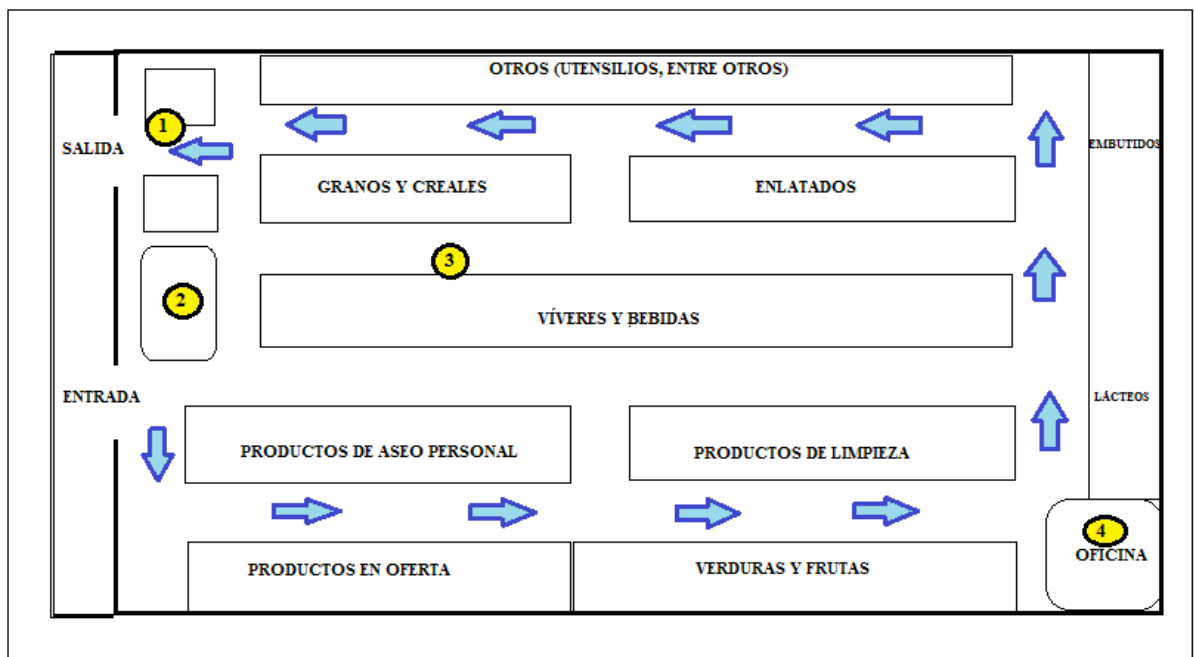 OTROS (UTENSILIOS, ENTRE OTROS)
1
SALIDA
EMBUTIDOS
GRANOS Y CREALES
ENLATADOS
3
2
VÍVERES Y BEBIDAS
ENTRADA
LÁCTEOS
PRODUCTOS DE ASEO PERSONAL
PRODUCTOS DE LIMPIEZA
4
OFICINA
PRODUCTOS EN OFERTA
VERDURAS Y FRUTAS